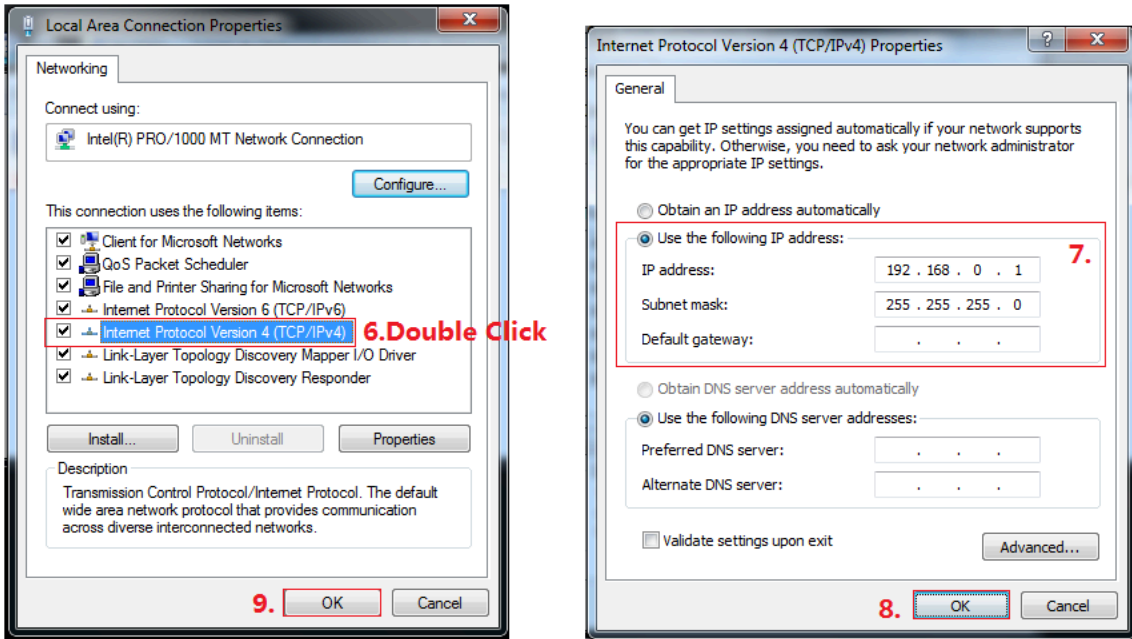 Local Area Connection Properties
Networking
Connect using:
Intel(R) PRO/1000 MT Network Connection
Configure...
This connection uses the following items:
Client for Microsoft Networks
QoS Packet Scheduler
File and Printer Sharing for Microsoft Networks
Internet Protocol Version 6 (TCP/IPv6)
Internet Protocol Version 4 (TCP/IPv4) 6.Double Click
Link-Layer Topology Discovery Mapper I/O Driver
Link-Layer Topology Discovery Responder
Install... Uninstall Properties
Description
Transmission Control Protocol/Internet Protocol. The default
wide area network protocol that provides communication
across diverse interconnected networks.
9. OK Cancel
Internet Protocol Version 4 (TCP/IPv4) Properties
General
You can get IP settings assigned automatically if your network supports
this capability. Otherwise, you need to ask your network administrator
for the appropriate IP settings.
Obtain an IP address automatically
Use the following IP address: 7.
IP address: 192 . 168 . 0 . 1
Subnet mask: 255 . 255 . 255 . 0
Default gateway: . . .
Obtain DNS server address automatically
Use the following DNS server addresses:
Preferred DNS server: . . .
Alternate DNS server: . . .
Validate settings upon exit
Advanced...
8. OK Cancel